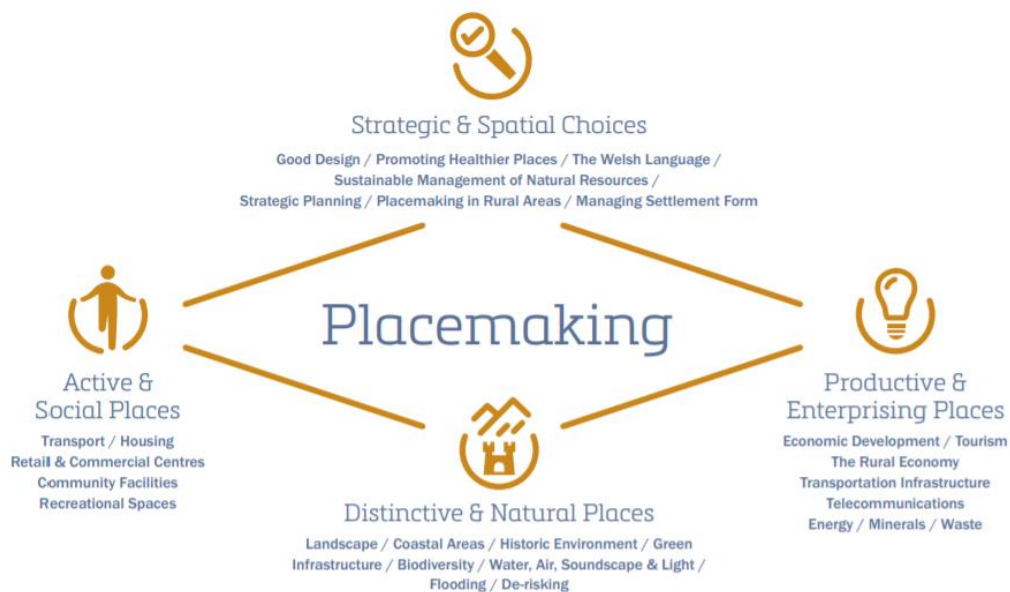 Strategic & Spatial Choices
Good Design / Promoting Healthier Places / The Welsh Language /
Sustainable Management of Natural Resources /
Strategic Planning / Placemaking in Rural Areas / Managing Settlement Form
Placemaking
Active &
Social Places
Transport / Housing
Retail & Commercial Centres
Community Facilities
Recreational Spaces
Productive &
Enterprising Places
Economic Development / Tourism
The Rural Economy
Transportation Infrastructure
Telecommunications
Energy / Minerals / Waste
Distinctive & Natural Places
Landscape / Coastal Areas / Historic Environment / Green
Infrastructure / Biodiversity / Water, Air, Soundscape & Light /
Flooding / De-risking